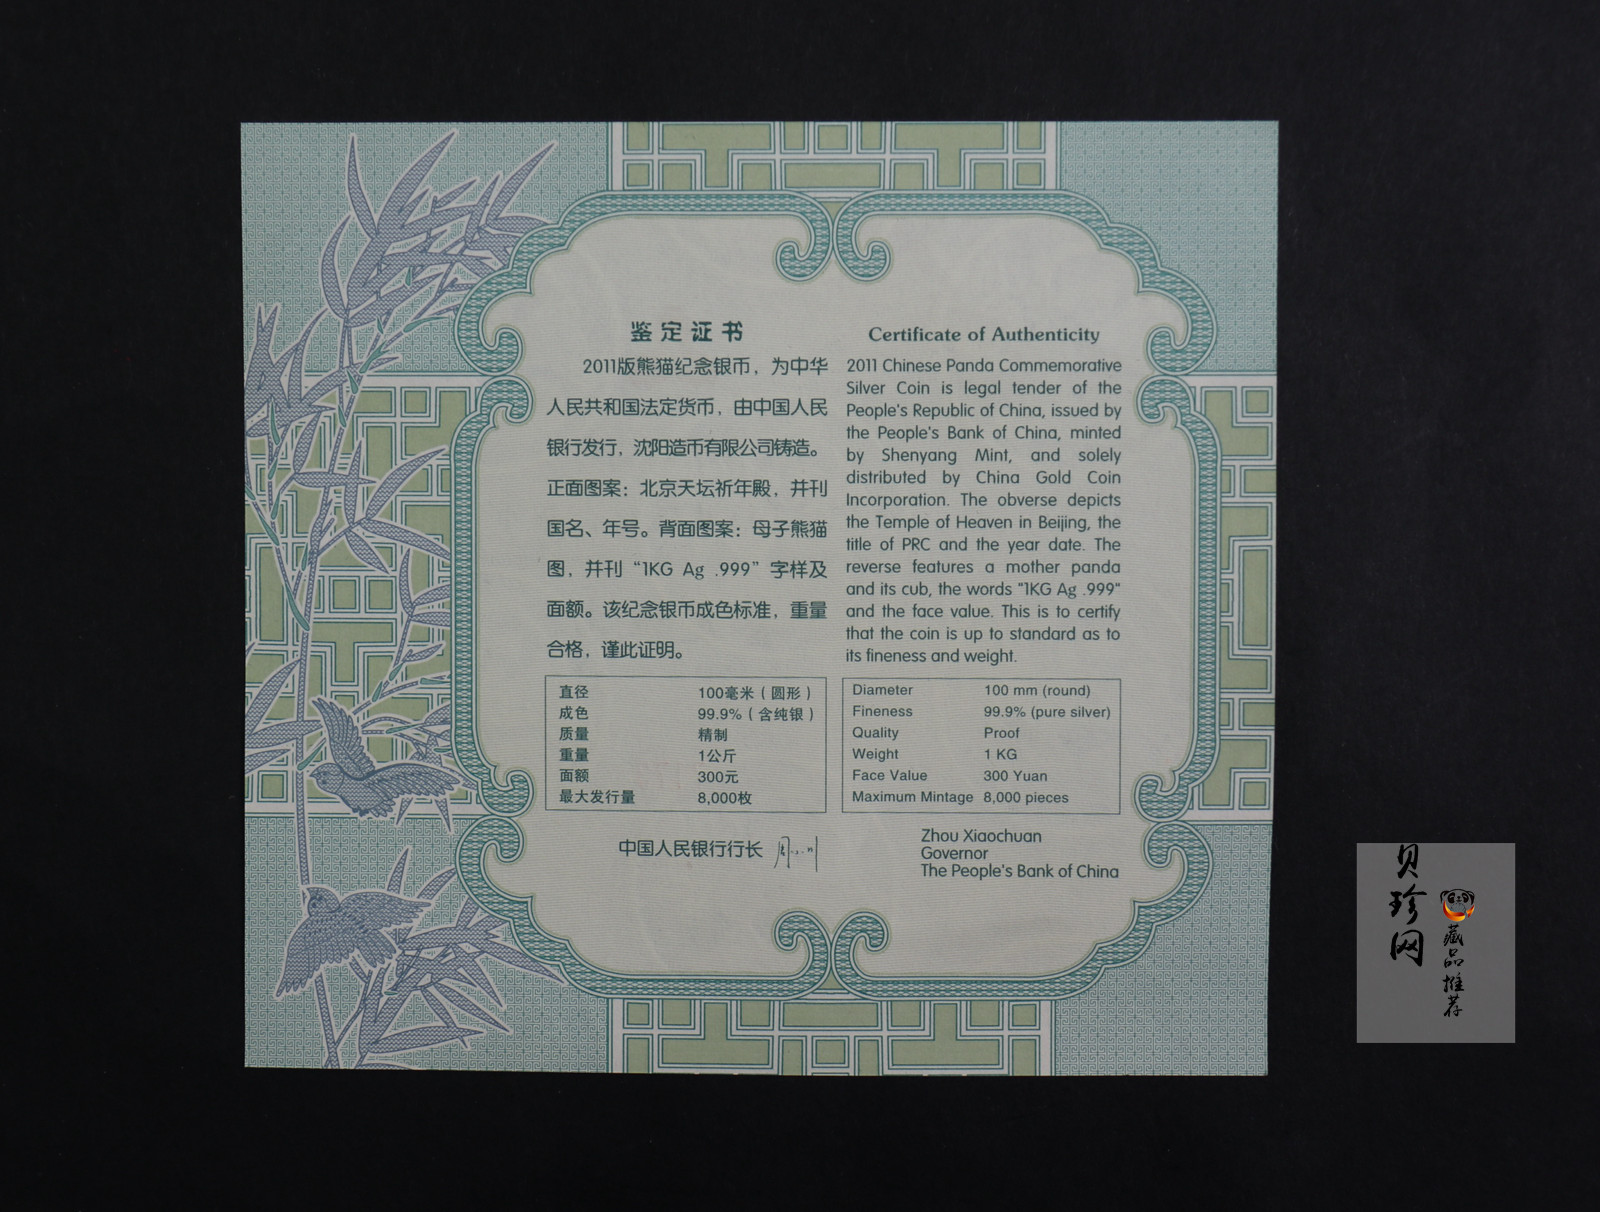 鉴定证书
2011版熊猫纪念银币，为中华
人民共和国法定货币，由中国人民
银行发行，沈阳造币有限公司铸造。
正面图案：北京天坛祈年殿，并刊
国名、年号。背面图案：母子熊猫
图，并刊“1KG Ag .999”字样及
面额。该纪念银币成色标准，重量
合格，谨此证明。
直径 100毫米（圆形）
成色 99.9%（含纯银）
质量 精制
重量 1公斤
面额 300元
最大发行量 8,000枚
中国人民银行行长
Certificate of Authenticity
2011 Chinese Panda Commemorative
Silver Coin is legal tender of the
People's Republic of China, issued by
the People's Bank of China, minted
by Shenyang Mint, and solely
distributed by China Gold Coin
Incorporation. The obverse depicts
the Temple of Heaven in Beijing, the
title of PRC and the year date. The
reverse features a mother panda
and its cub, the words "1KG Ag .999"
and the face value. This is to certify
that the coin is up to standard as to
its fineness and weight.
Diameter 100 mm (round)
Fineness 99.9% (pure silver)
Quality Proof
Weight 1 KG
Face Value 300 Yuan
Maximum Mintage 8,000 pieces
Zhou Xiaochuan
Governor
The People's Bank of China
贝珍网
藏品推荐